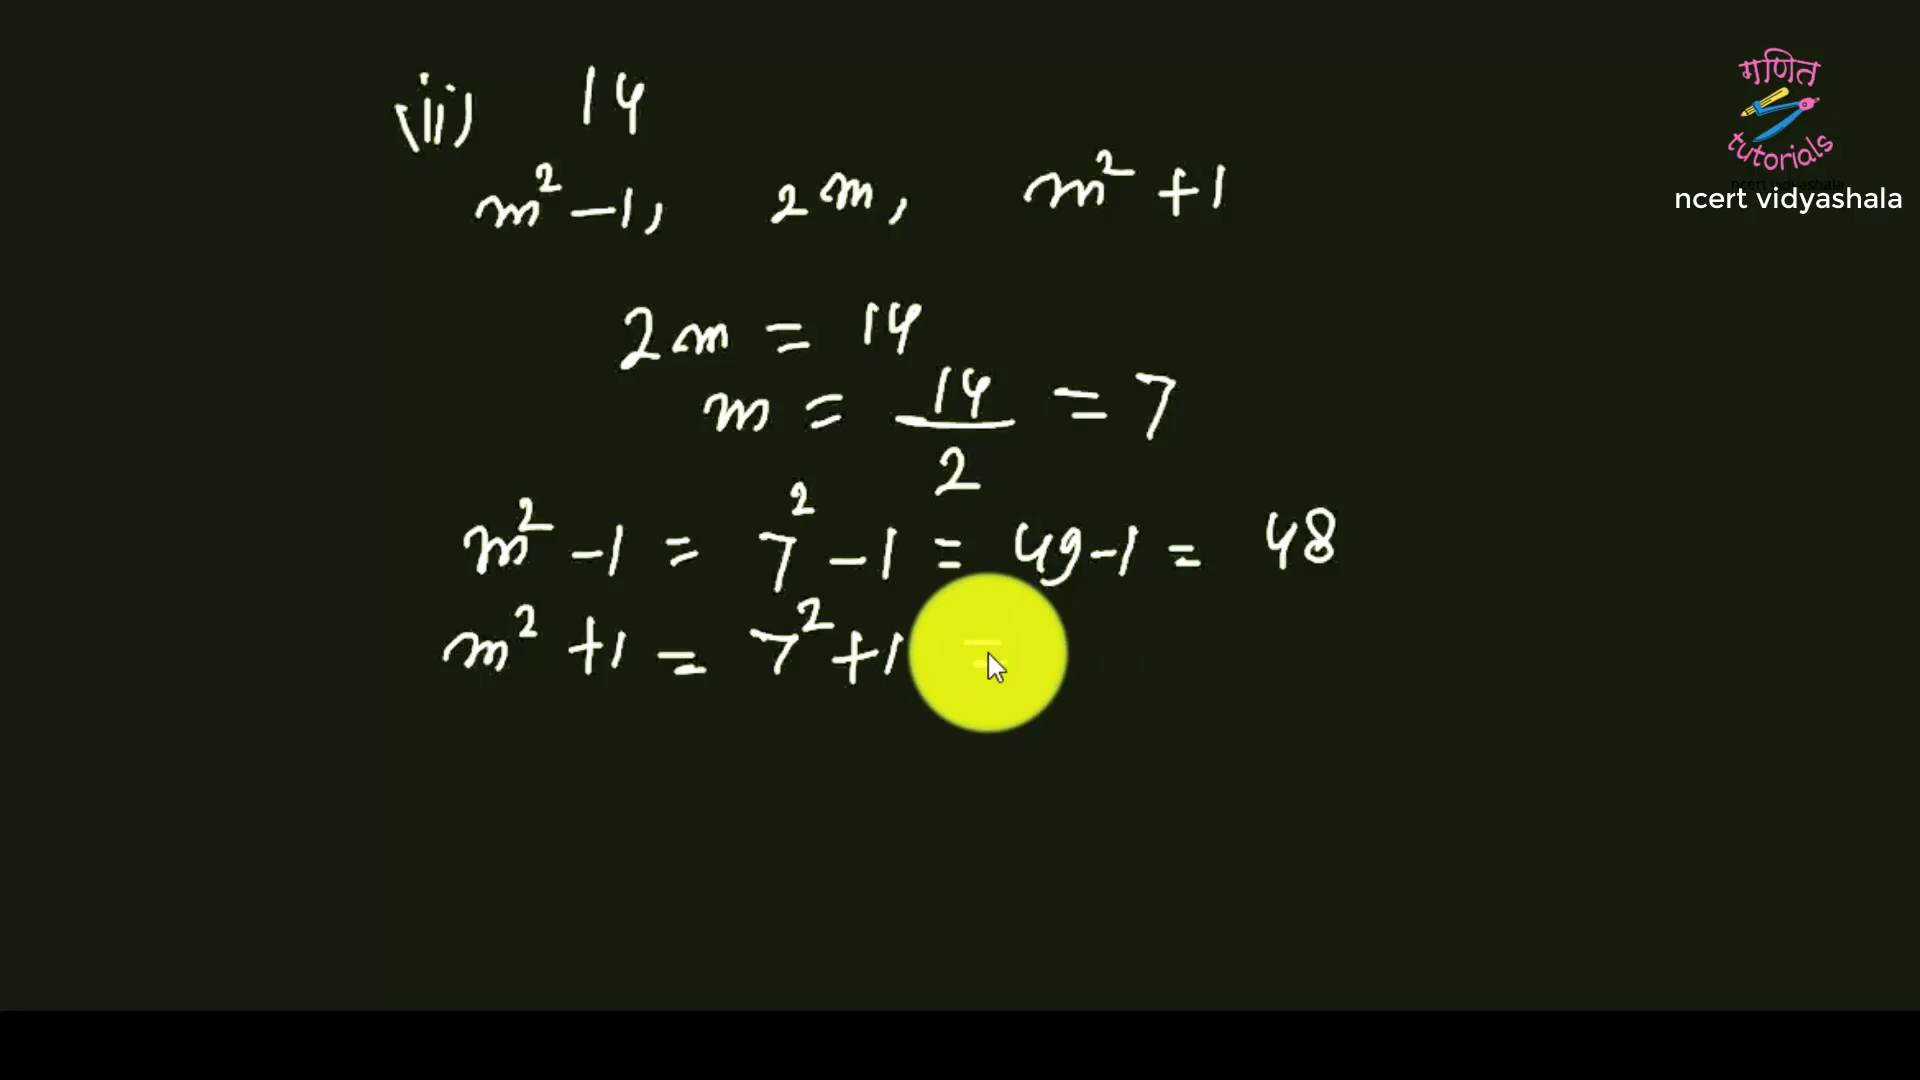 (ii) 14
m² - 1, 2m, m² + 1
2m = 14
m = 14/2 = 7
m² - 1 = 7² - 1 = 49 - 1 = 48
m² + 1 = 7² + 1 =
गणित
tutorials
ncert vidyashala